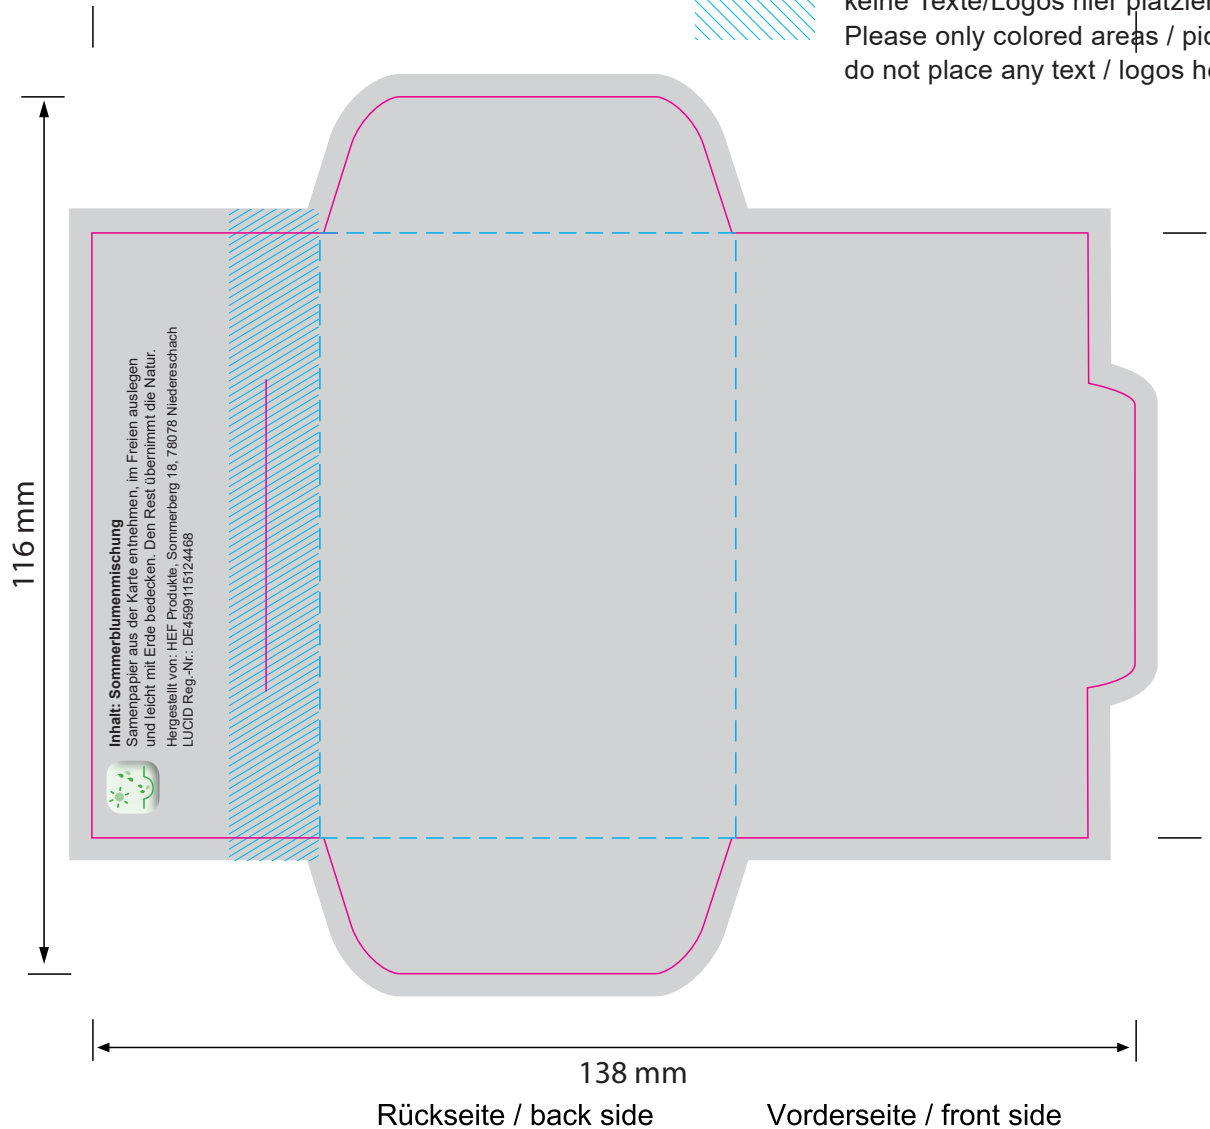 keine Texte/Logos hier
Please only colored areas /
do not place any text / logos
116 mm
Inhalt: Sommerblumenmischung
Samenpapier aus der Karte entnehmen, im Freien auslegen
und leicht mit Erde bedecken. Den Rest übernimmt die Natur.
Hergestellt von: HEF Produkte, Sommerberg 18, 78078 Niedereschach
LUCID Reg.-Nr.: DE4599115124468
138 mm
Rückseite / back side
Vorderseite / front side